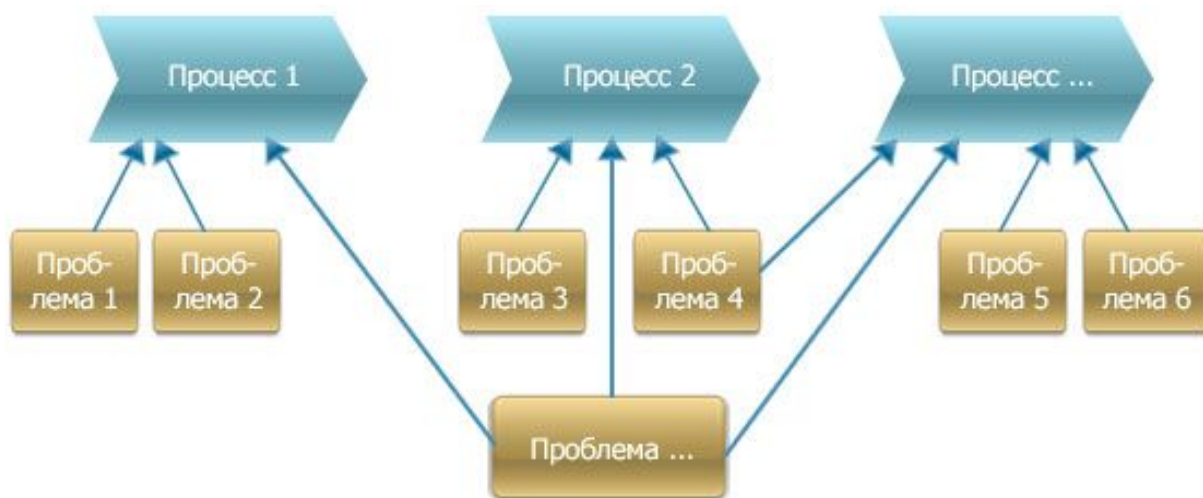 Процесс 1
Процесс 2
Процесс ...
Проб-
лема 1
Проб-
лема 2
Проб-
лема 3
Проб-
лема 4
Проб-
лема 5
Проб-
лема 6
Проблема ...